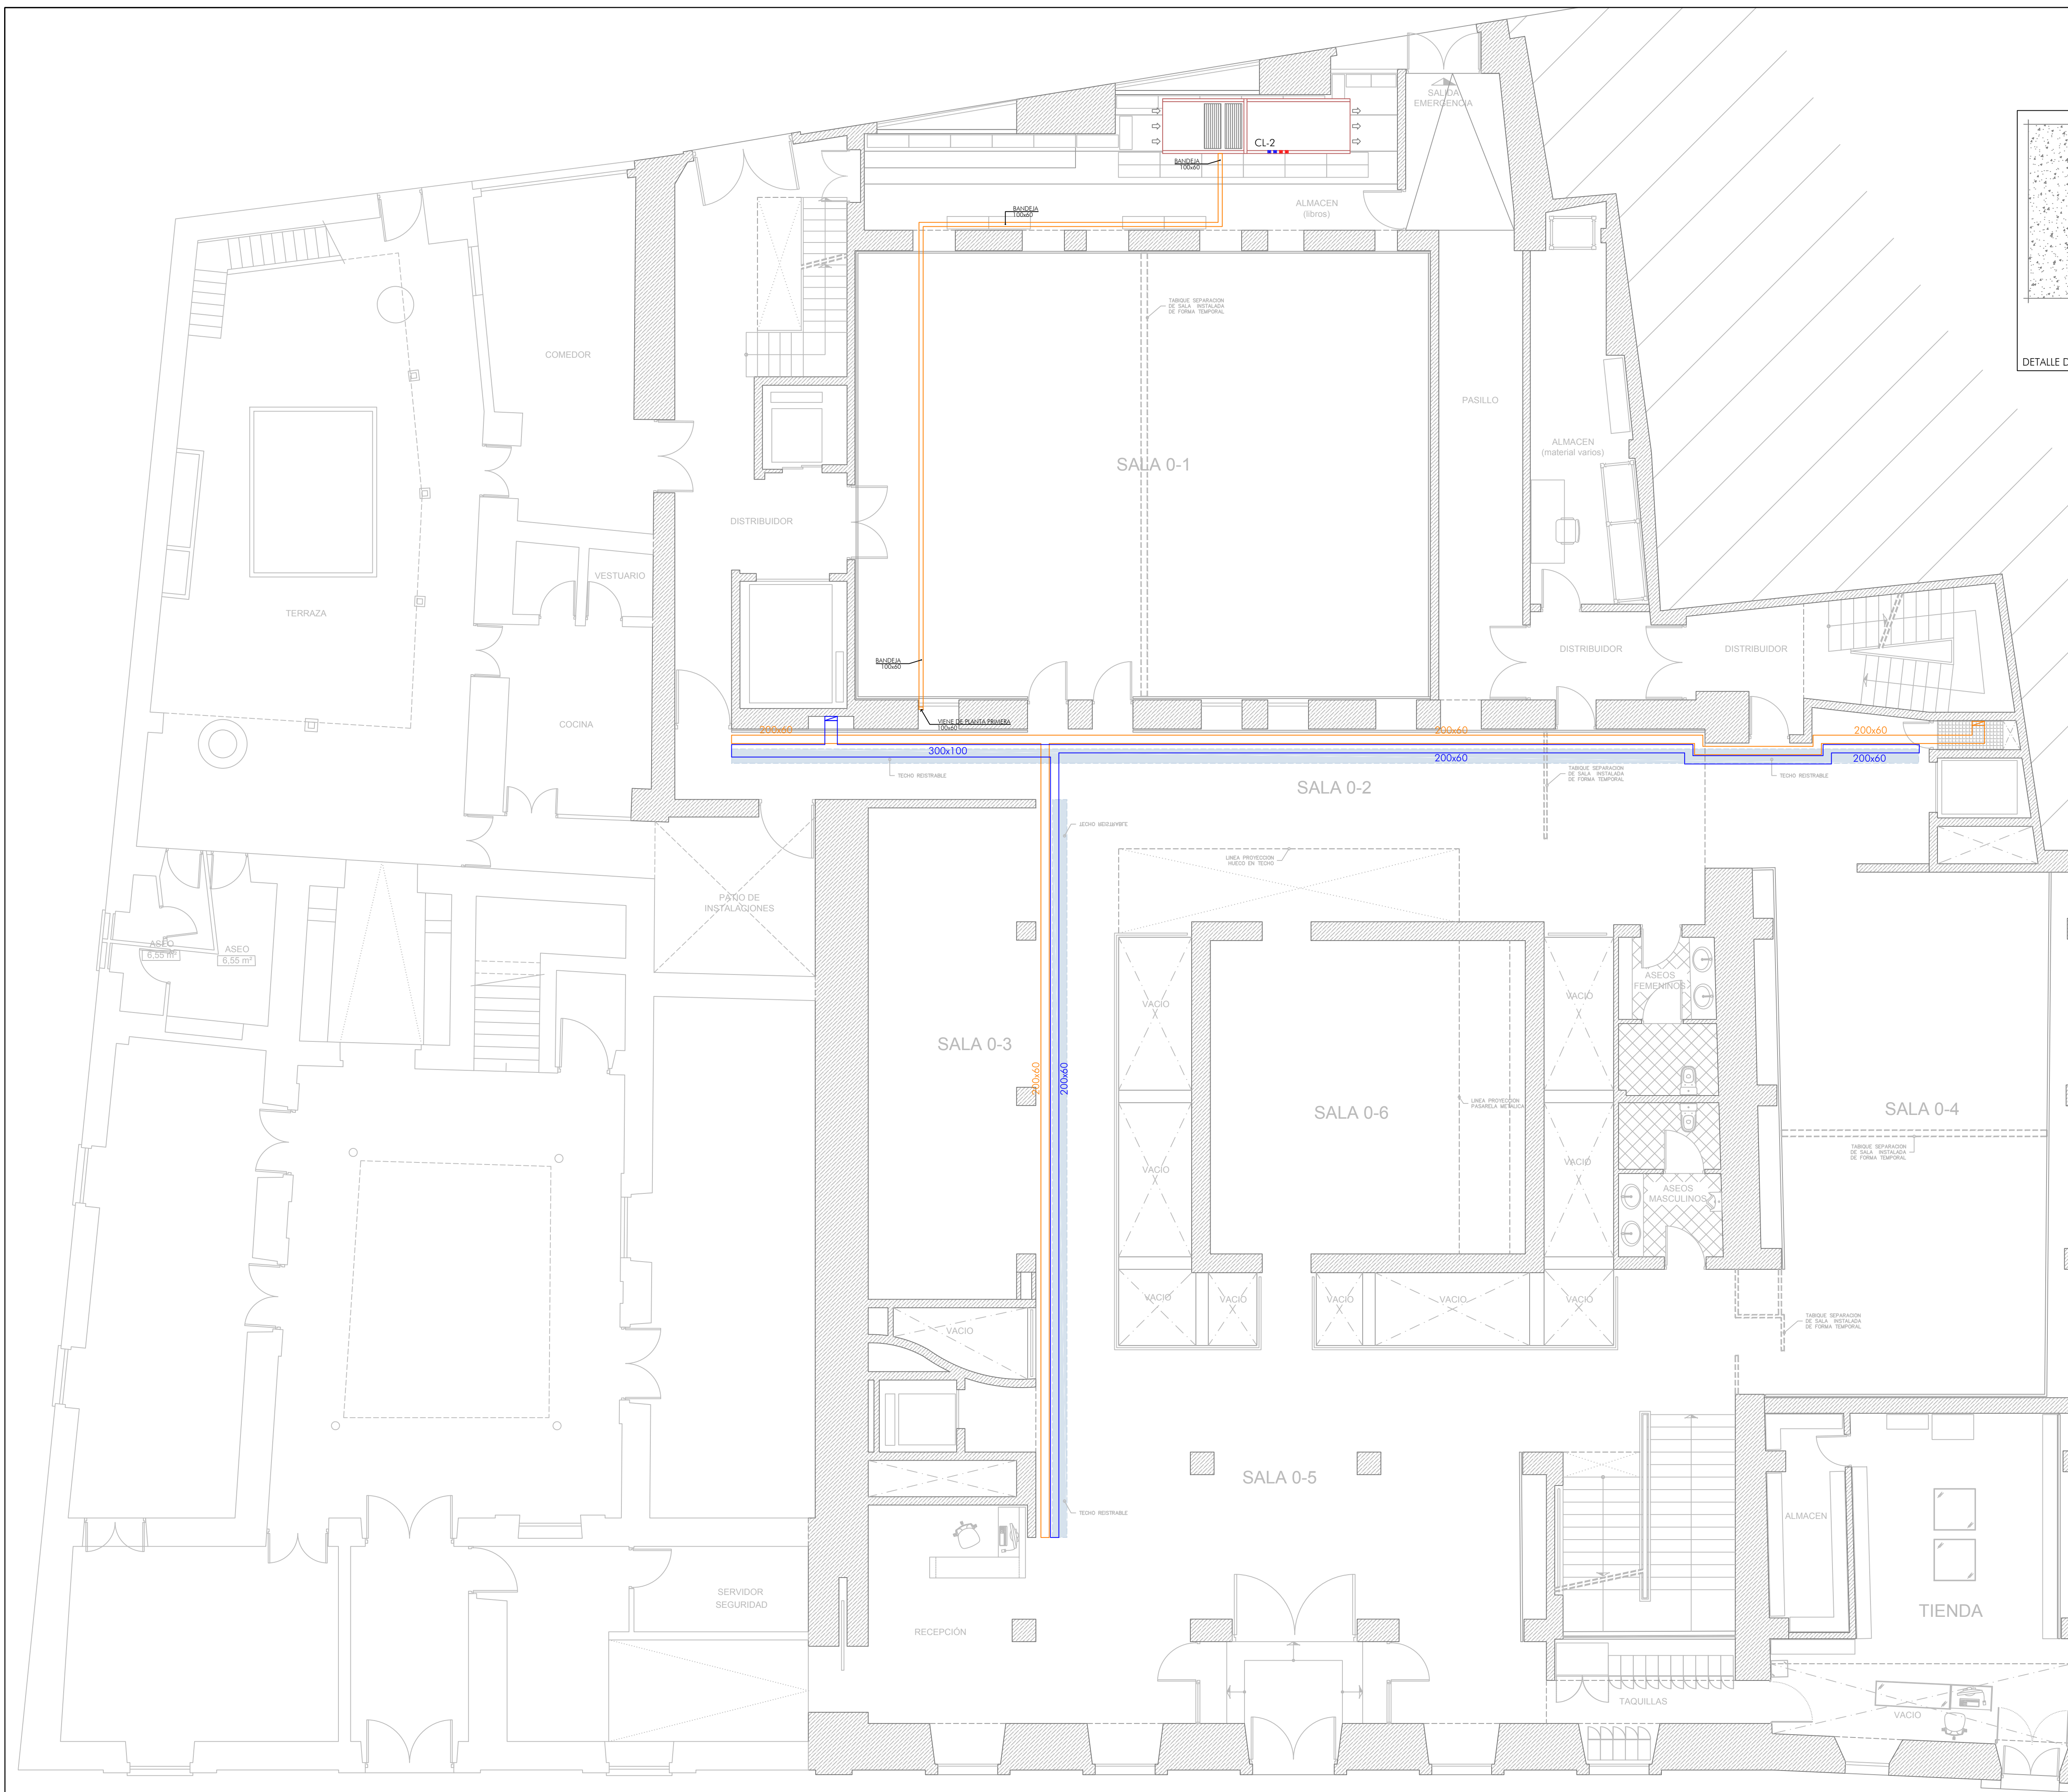 SALIDA
EMERGENCIA
CL-2
BANDEJA
100x60
BANDEJA
100x60
ALMACEN
(libros)
TABIQUE SEPARACION
DE SALA INSTALADA
DE FORMA TEMPORAL
DETALLE D
COMEDOR
PASILLO
ALMACEN
(material varios)
SALA 0-1
DISTRIBUIDOR
VESTUARIO
TERRAZA
DISTRIBUIDOR
DISTRIBUIDOR
BANDEJA
100x60
COCINA
VIENE DE PLANTA PRIMERA
100x60
200x60
200x60
200x60
300x100
200x60
200x60
TECHO REISTRABLE
TABIQUE SEPARACION
DE SALA INSTALADA
DE FORMA TEMPORAL
TECHO REISTRABLE
SALA 0-2
TECHO REGISTRABLE
LINEA PROYECCION
HUECO EN TECHO
PATIO DE
INSTALACIONES
ASEO
6,55 m²
ASEO
6,55 m²
ASEOS
FEMENINOS
VACIO
VACIO
SALA 0-3
200x60
200x60
SALA 0-6
LINEA PROYECCION
PASARELA METALICA
SALA 0-4
TABIQUE SEPARACION
DE SALA INSTALADA
DE FORMA TEMPORAL
VACIO
VACIO
ASEOS
MASCULINOS
VACIO
VACIO
VACIO
VACIO
VACIO
VACIO
TABIQUE SEPARACION
DE SALA INSTALADA
DE FORMA TEMPORAL
SALA 0-5
TECHO REISTRABLE
ALMACEN
SERVIDOR
SEGURIDAD
RECEPCIÓN
TIENDA
TAQUILLAS
VACIO